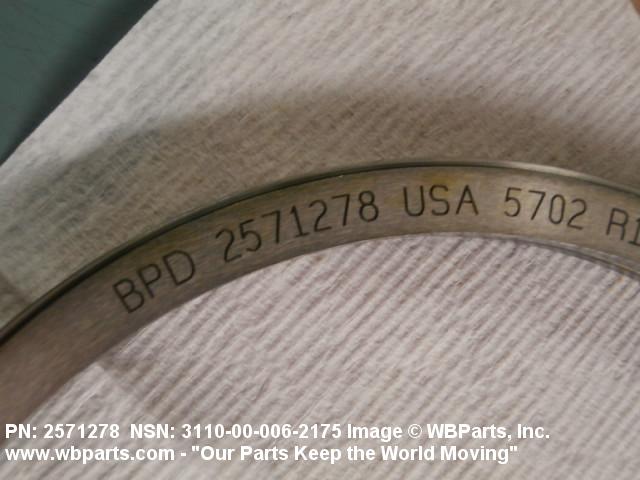 BPD 2571278 USA 5702 RI
PN: 2571278 NSN: 3110-00-006-2175 Image © WBParts, Inc.
www.wbparts.com - "Our Parts Keep the World Moving"